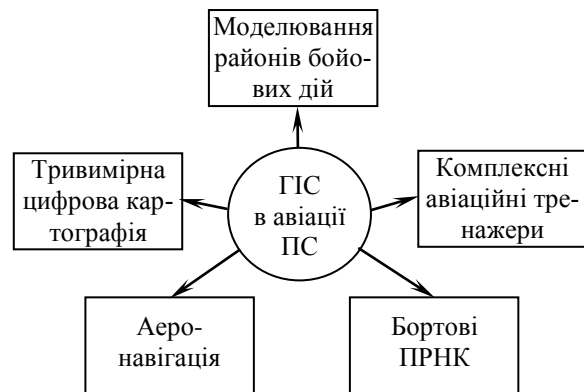 Моделювання
районів бойо-
вих дій
Тривимірна
цифрова кар-
тографія
ГІС
в авіації
ПС
Комплексні
авіаційні тре-
нажери
Аеро-
навігація
Бортові
ПРНК